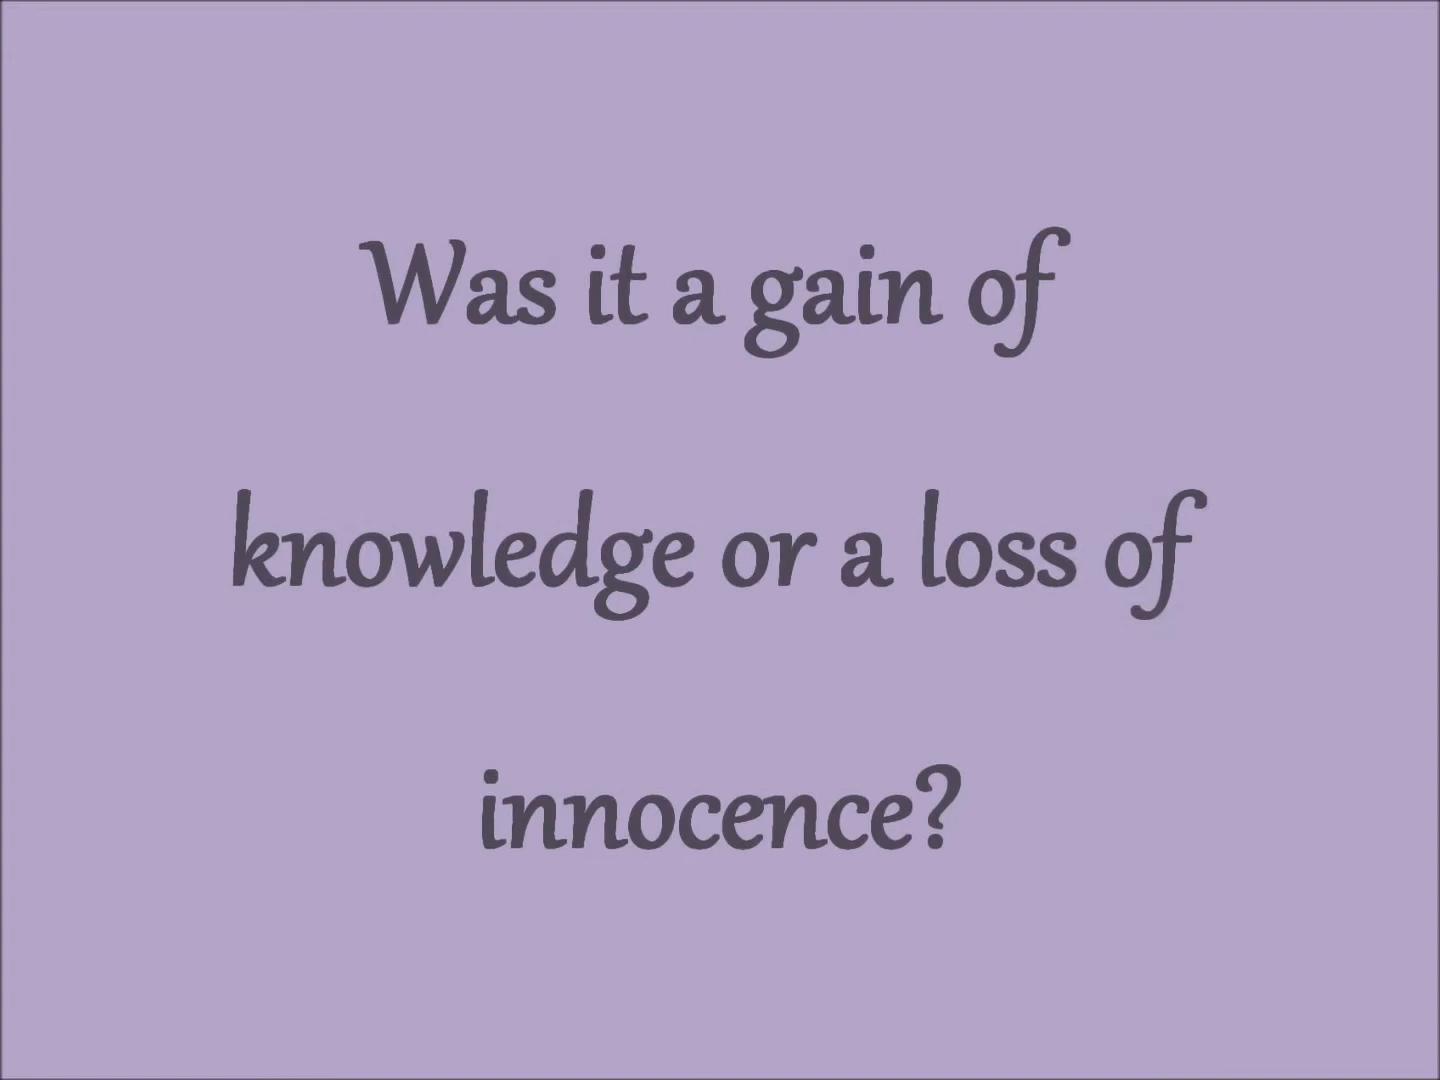 Was it a gain of
knowledge or a loss of
innocence?